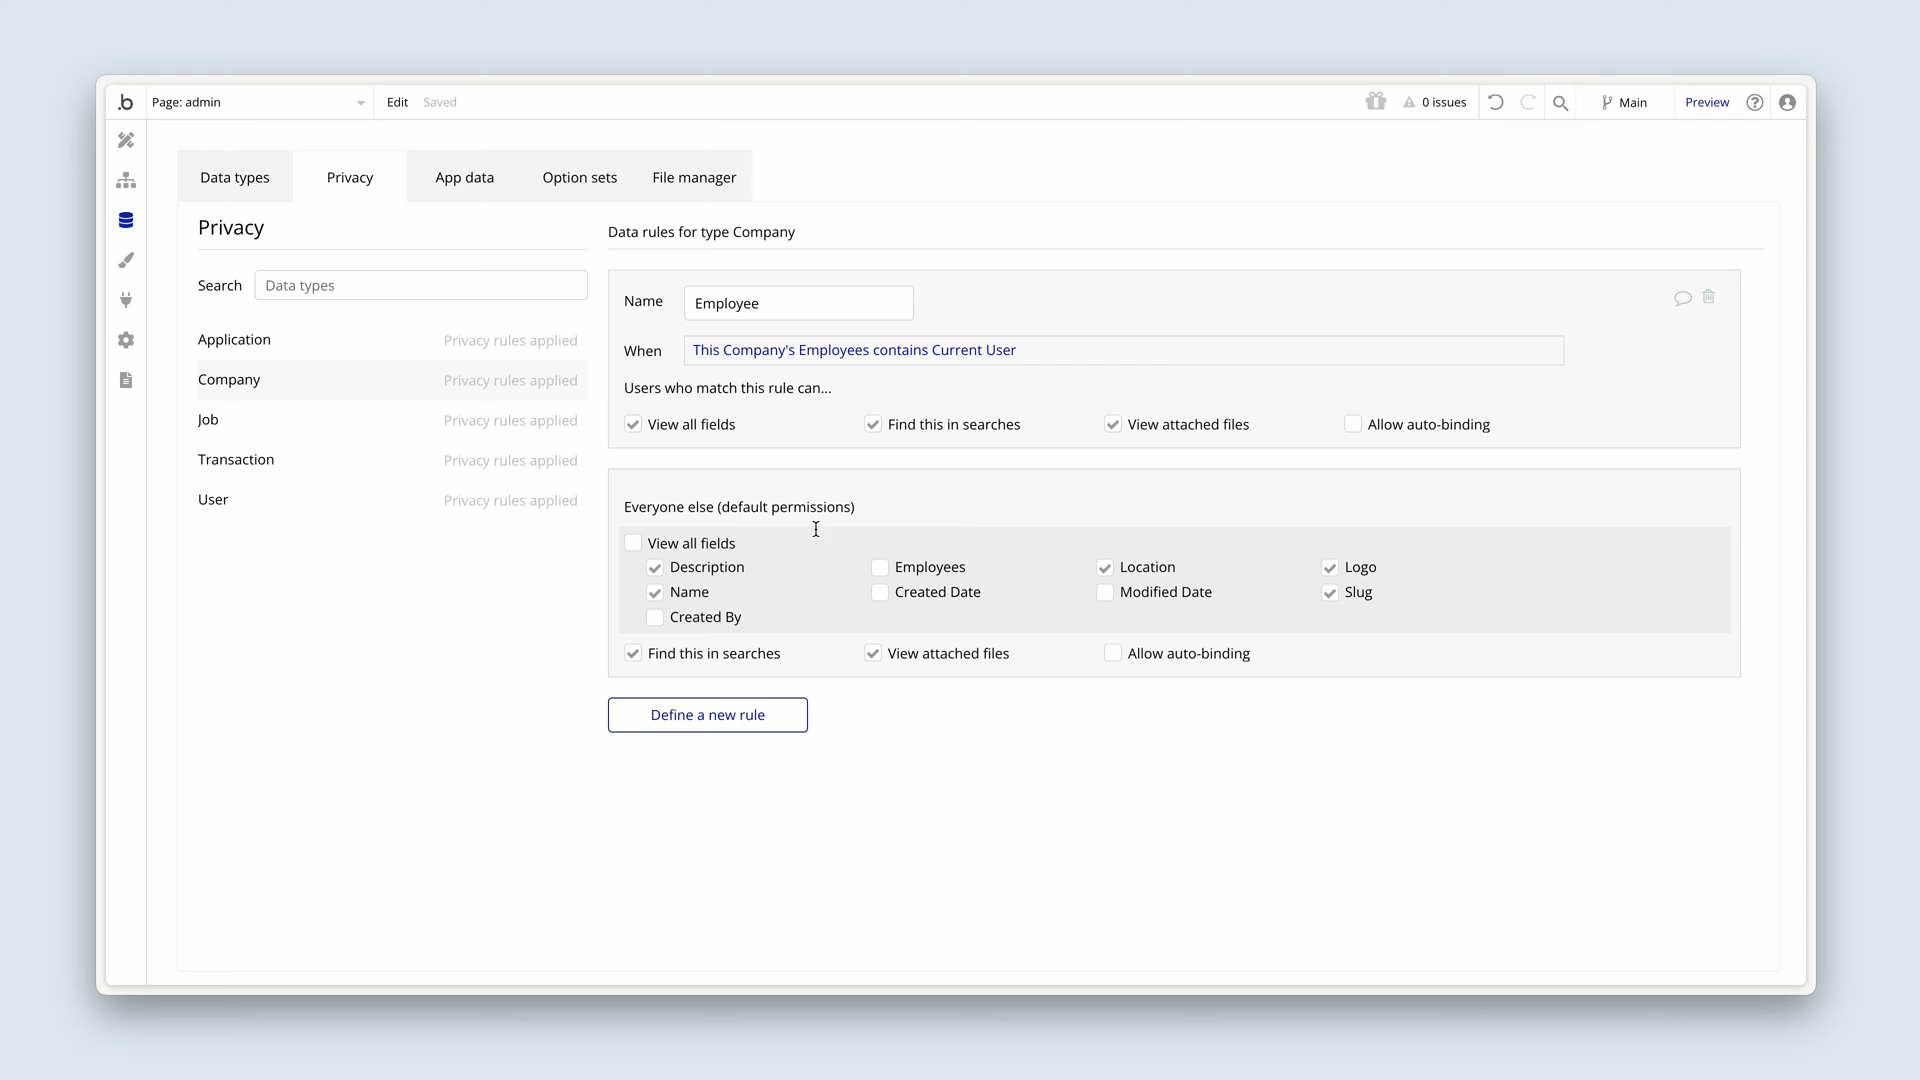 .b Page: admin Edit Saved 0 issues Main Preview ?
Data types Privacy App data Option sets File manager
Privacy
Search Data types
Application Privacy rules applied
Company Privacy rules applied
Job Privacy rules applied
Transaction Privacy rules applied
User Privacy rules applied
Data rules for type Company
Name Employee
When This Company's Employees contains Current User
Users who match this rule can...
View all fields Find this in searches View attached files Allow auto-binding
Everyone else (default permissions)
View all fields
Description Employees Location Logo
Name Created Date Modified Date Slug
Created By
Find this in searches View attached files Allow auto-binding
Define a new rule